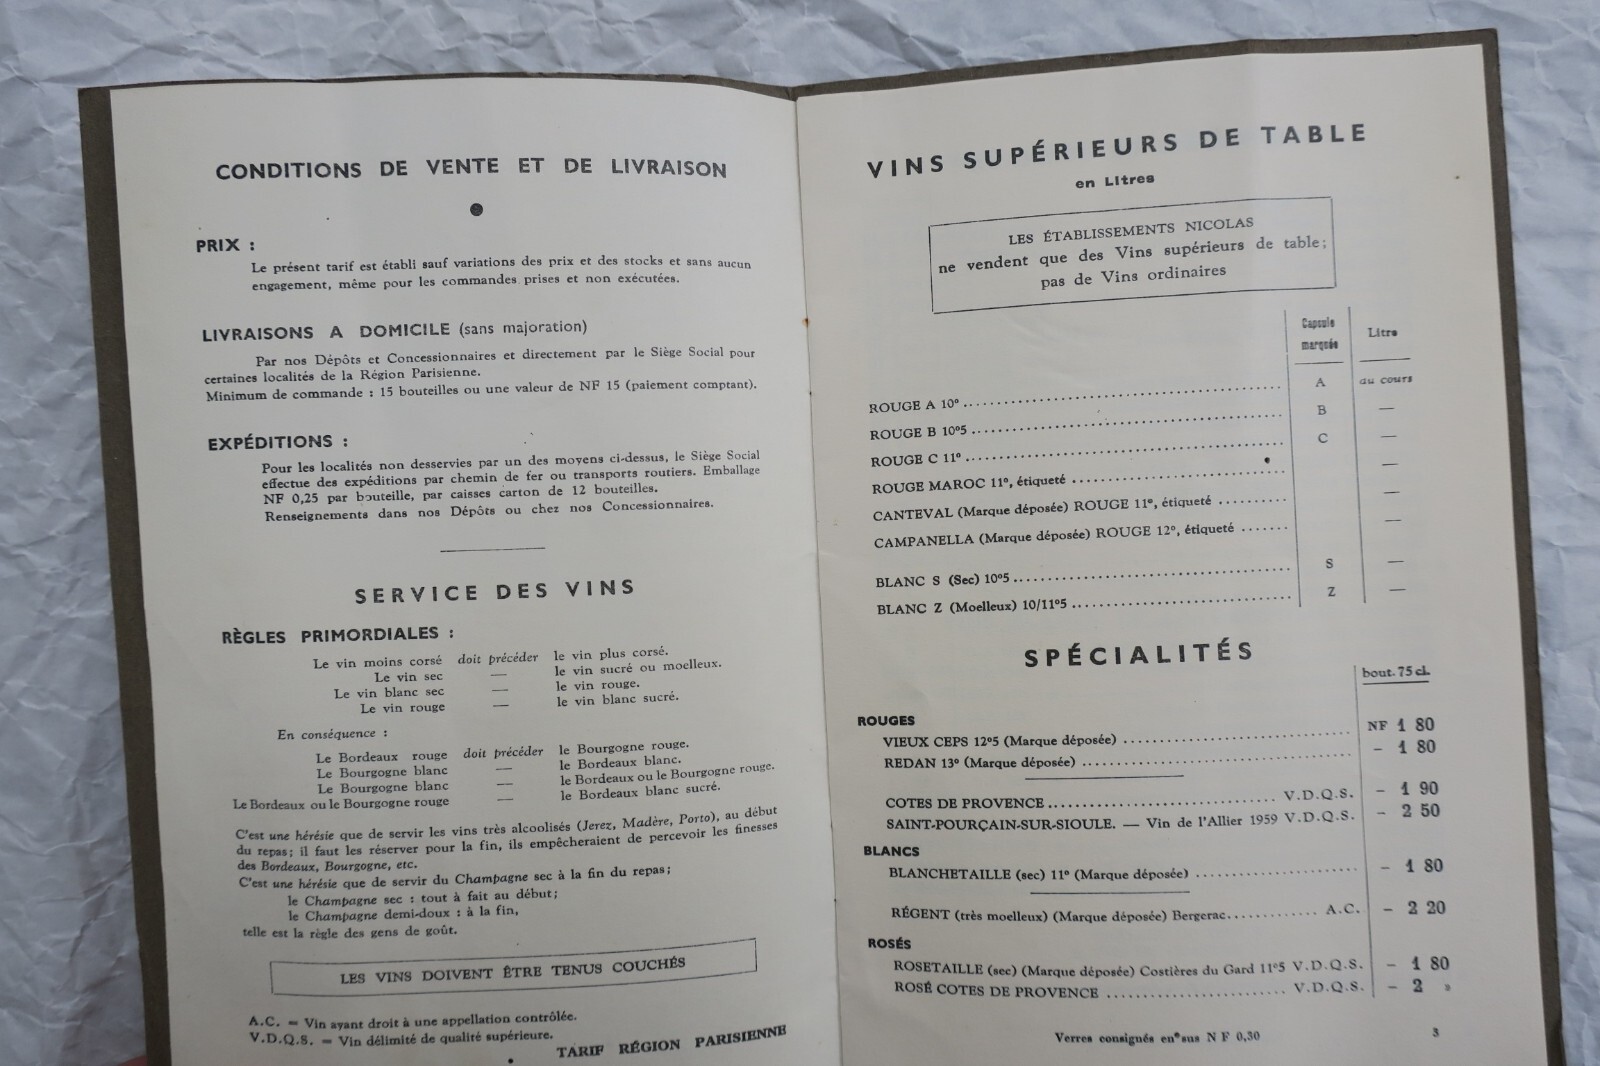 CONDITIONS DE VENTE ET DE LIVRAISON
PRIX :
Le présent tarif est établi sauf variations des prix et des stocks et sans aucun
engagement, même pour les commandes prises et non exécutées.
LIVRAISONS A DOMICILE (sans majoration)
Par nos Dépôts et Concessionnaires et directement par le Siège Social pour
certaines localités de la Région Parisienne.
Minimum de commande : 15 bouteilles ou une valeur de NF 15 (paiement comptant).
EXPÉDITIONS :
Pour les localités non desservies par un des moyens ci-dessus, le Siège Social
effectue des expéditions par chemin de fer ou transports routiers. Emballage
NF 0,25 par bouteille, par caisses carton de 12 bouteilles.
Renseignements dans nos Dépôts ou chez nos Concessionnaires.
SERVICE DES VINS
RÈGLES PRIMORDIALES :
Le vin moins corsé doit précéder le vin plus corsé.
Le vin sec — le vin sucré ou moelleux.
Le vin blanc sec — le vin rouge.
Le vin rouge — le vin blanc sucré.
En conséquence :
Le Bordeaux rouge doit précéder le Bourgogne rouge.
Le Bourgogne blanc — le Bordeaux blanc.
Le Bourgogne blanc — le Bordeaux ou le Bourgogne rouge.
Le Bordeaux ou le Bourgogne rouge — le Bordeaux blanc sucré.
C'est une hérésie que de servir les vins très alcoolisés (Jerez, Madère, Porto), au début
du repas; il faut les réserver pour la fin, ils empêcheraient de percevoir les finesses
des Bordeaux, Bourgogne, etc.
C'est une hérésie que de servir du Champagne sec à la fin du repas;
le Champagne sec : tout à fait au début;
le Champagne demi-doux : à la fin,
telle est la règle des gens de goût.
LES VINS DOIVENT ÊTRE TENUS COUCHÉS
A.C. = Vin ayant droit à une appellation contrôlée.
V.D.Q.S. = Vin délimité de qualité supérieure.
TARIF RÉGION PARISIENNE
VINS SUPÉRIEURS DE TABLE
en Litres
LES ÉTABLISSEMENTS NICOLAS
ne vendent que des Vins supérieurs de table;
pas de Vins ordinaires
Capsule marquée Litre
ROUGE A 10° A au cours
ROUGE B 10°5 B —
ROUGE C 11° C —
ROUGE MAROC 11°, étiqueté —
CANTEVAL (Marque déposée) ROUGE 11°, étiqueté —
CAMPANELLA (Marque déposée) ROUGE 12°, étiqueté —
BLANC S (Sec) 10°5 S —
BLANC Z (Moelleux) 10/11°5 Z —
SPÉCIALITÉS
bout. 75 cl.
ROUGES
VIEUX CEPS 12°5 (Marque déposée) NF 1 80
REDAN 13° (Marque déposée) - 1 80
COTES DE PROVENCE V.D.Q.S. - 1 90
SAINT-POURÇAIN-SUR-SIOULE. — Vin de l'Allier 1959 V.D.Q.S. - 2 50
BLANCS
BLANCHETAILLE (sec) 11° (Marque déposée) - 1 80
RÉGENT (très moelleux) (Marque déposée) Bergerac A.C. - 2 20
ROSÉS
ROSETAILLE (sec) (Marque déposée) Costières du Gard 11°5 V.D.Q.S. - 1 80
ROSÉ COTES DE PROVENCE V.D.Q.S. - 2 »
Verres consignés en sus N F 0,30
3